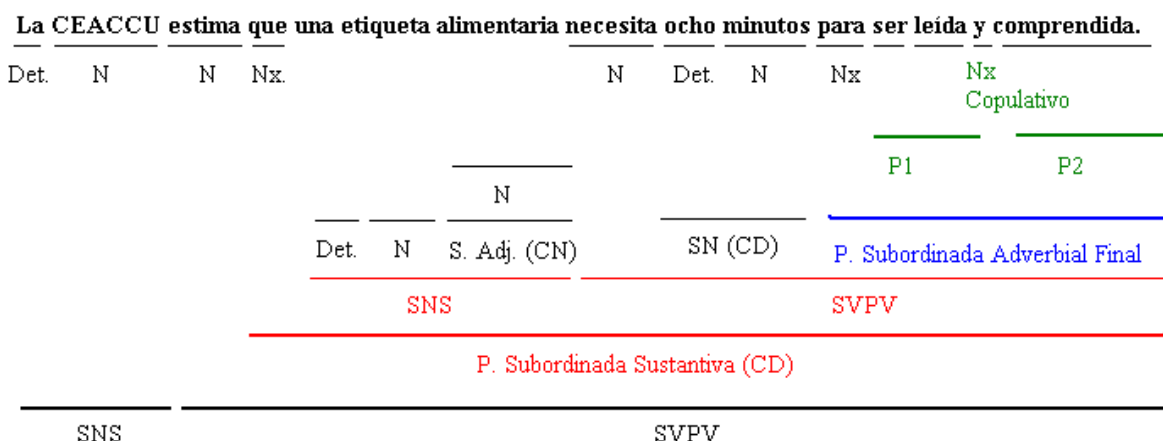 La CEACCU estima que una etiqueta alimentaria necesita ocho minutos para ser leída y comprendida.
Det. N N Nx. N Det. N Nx Nx
Copulativo
P1 P2
N
Det. N S. Adj. (CN) SN (CD) P. Subordinada Adverbial Final
SNS SVPV
P. Subordinada Sustantiva (CD)
SNS SVPV